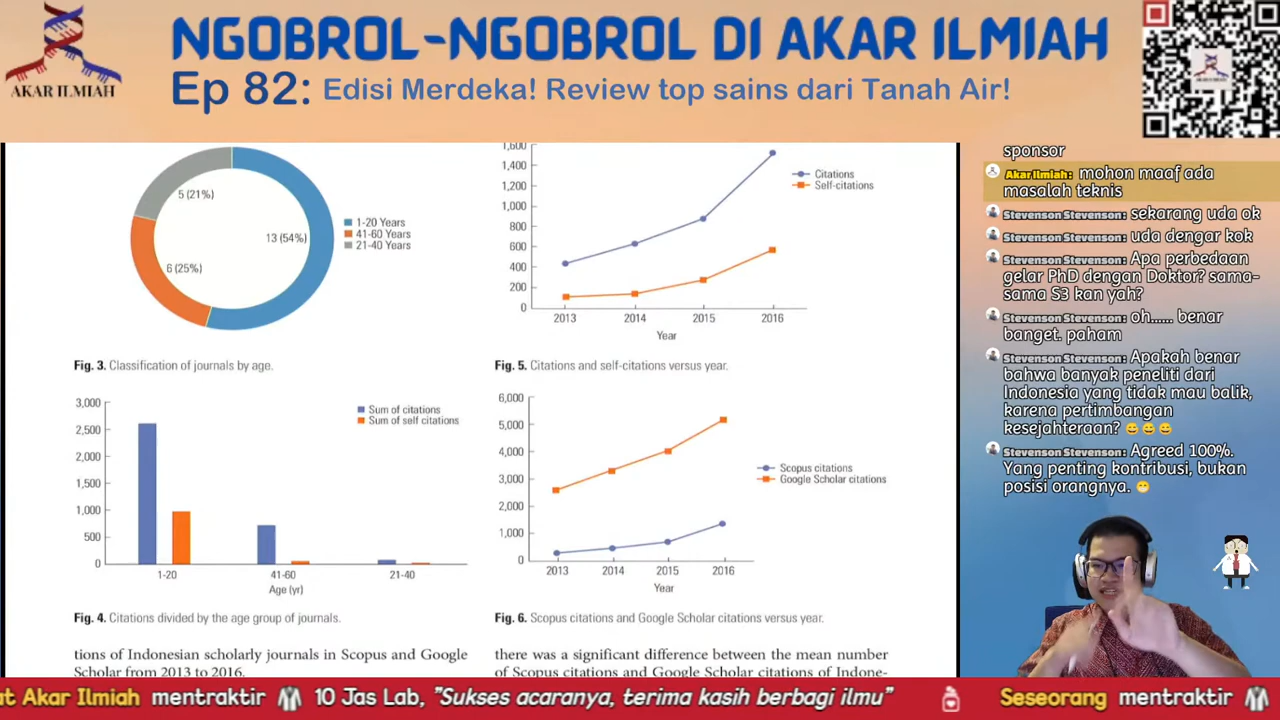 AKAR ILMIAH
NGOBROL-NGOBROL DI AKAR ILMIAH
Ep 82: Edisi Merdeka! Review top sains dari Tanah Air!
AKAR ILMIAH
5 (21%)
13 (54%)
6 (25%)
1-20 Years
41-60 Years
21-40 Years
Fig. 3. Classification of journals by age.
1,600
1,400
1,200
1,000
800
600
400
200
0
2013 2014 2015 2016
Year
Citations
Self-citations
Fig. 5. Citations and self-citations versus year.
3,000
2,500
2,000
1,500
1,000
500
0
1-20 41-60 21-40
Age (yr)
Sum of citations
Sum of self citations
Fig. 4. Citations divided by the age group of journals.
6,000
5,000
4,000
3,000
2,000
1,000
0
2013 2014 2015 2016
Year
Scopus citations
Google Scholar citations
Fig. 6. Scopus citations and Google Scholar citations versus year.
tions of Indonesian scholarly journals in Scopus and Google
Scholar from 2013 to 2016.
there was a significant difference between the mean number
of Scopus citations and Google Scholar citations of Indone-
sponsor
Akar Ilmiah: mohon maaf ada
masalah teknis
Stevenson Stevenson: sekarang uda ok
Stevenson Stevenson: uda dengar kok
Stevenson Stevenson: Apa perbedaan
gelar PhD dengan Doktor? sama-
sama S3 kan yah?
Stevenson Stevenson: oh...... benar
banget. paham
Stevenson Stevenson: Apakah benar
bahwa banyak peneliti dari
Indonesia yang tidak mau balik,
karena pertimbangan
kesejahteraan? 😅😅😅
Stevenson Stevenson: Agreed 100%.
Yang penting kontribusi, bukan
posisi orangnya. 😁
at Akar Ilmiah mentraktir 10 Jas Lab, "Sukses acaranya, terima kasih berbagi ilmu" Seseorang mentraktir